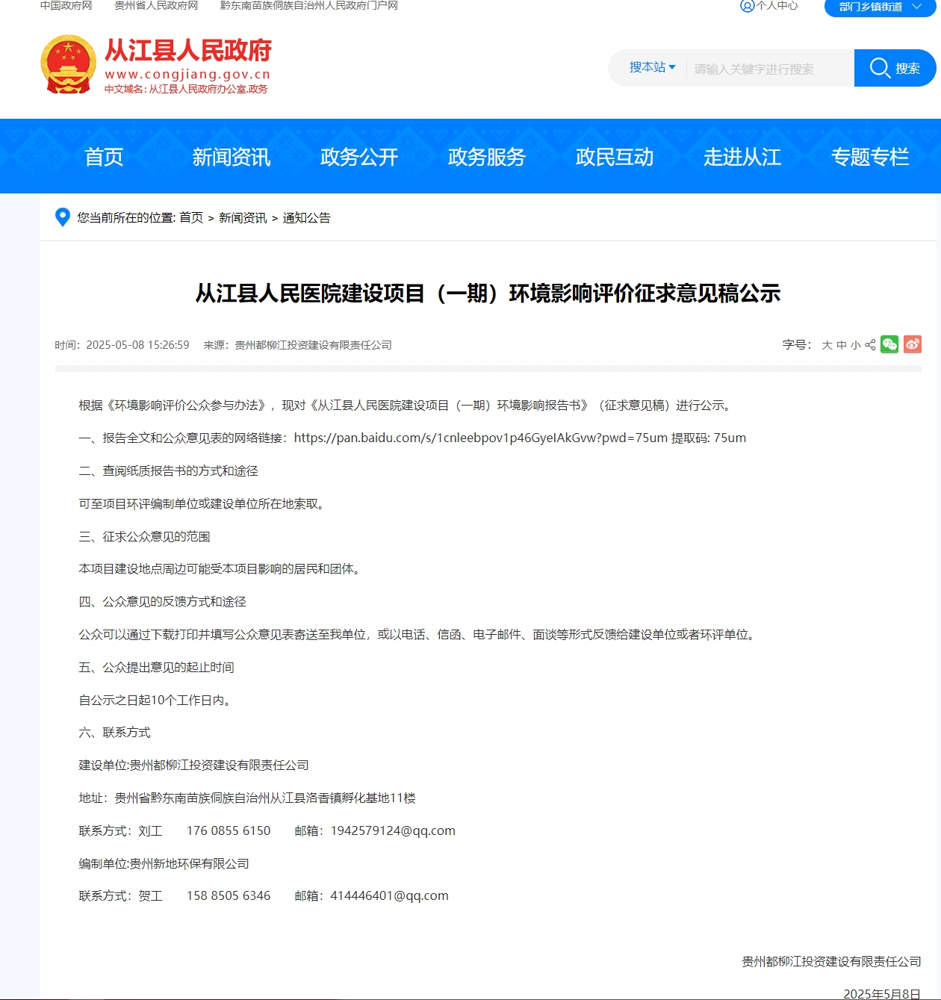 中国政府网 贵州省人民政府网 黔东南苗族侗族自治州人民政府门户网 个人中心 部门乡镇街道
从江县人民政府
www.congjiang.gov.cn
中文域名:从江县人民政府办公室.政务
搜本站 请输入关键字进行搜索 搜索
首页 新闻资讯 政务公开 政务服务 政民互动 走进从江 专题专栏
您当前所在的位置: 首页 > 新闻资讯 > 通知公告
从江县人民医院建设项目（一期）环境影响评价征求意见稿公示
时间：2025-05-08 15:26:59 来源：贵州都柳江投资建设有限责任公司 字号： 大 中 小
根据《环境影响评价公众参与办法》，现对《从江县人民医院建设项目（一期）环境影响报告书》（征求意见稿）进行公示。
一、报告全文和公众意见表的网络链接：https://pan.baidu.com/s/1cnleebpov1p46GyeIAkGvw?pwd=75um 提取码: 75um
二、查阅纸质报告书的方式和途径
可至项目环评编制单位或建设单位所在地索取。
三、征求公众意见的范围
本项目建设地点周边可能受本项目影响的居民和团体。
四、公众意见的反馈方式和途径
公众可以通过下载打印并填写公众意见表寄送至我单位，或以电话、信函、电子邮件、面谈等形式反馈给建设单位或者环评单位。
五、公众提出意见的起止时间
自公示之日起10个工作日内。
六、联系方式
建设单位:贵州都柳江投资建设有限责任公司
地址：贵州省黔东南苗族侗族自治州从江县洛香镇孵化基地11楼
联系方式：刘工 176 0855 6150 邮箱：1942579124@qq.com
编制单位:贵州新地环保有限公司
联系方式：贺工 158 8505 6346 邮箱：414446401@qq.com
贵州都柳江投资建设有限责任公司
2025年5月8日